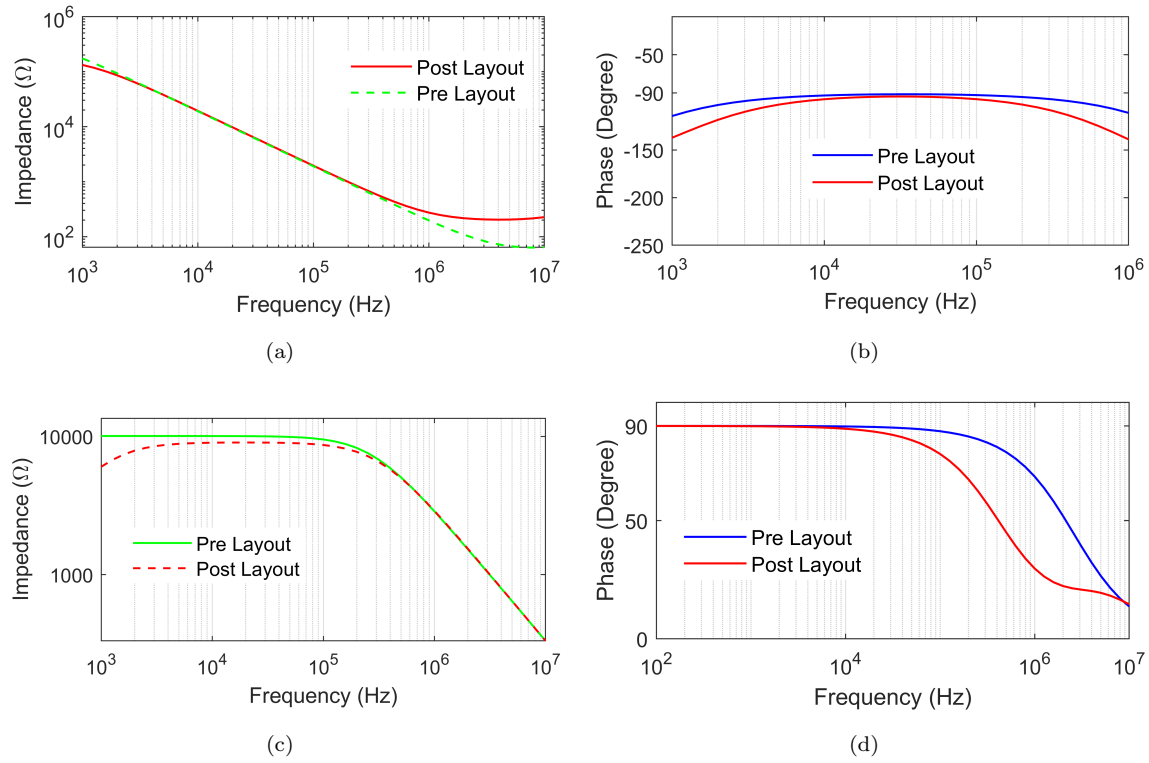 10^6
10^4
10^2
Impedance (Ω)
Post Layout
Pre Layout
10^3 10^4 10^5 10^6 10^7
Frequency (Hz)
(a)
-50
-90
-150
-200
-250
Phase (Degree)
Pre Layout
Post Layout
10^3 10^4 10^5 10^6
Frequency (Hz)
(b)
10000
1000
Impedance (Ω)
Pre Layout
Post Layout
10^3 10^4 10^5 10^6 10^7
Frequency (Hz)
(c)
90
50
0
Phase (Degree)
Pre Layout
Post Layout
10^2 10^4 10^6 10^7
Frequency (Hz)
(d)